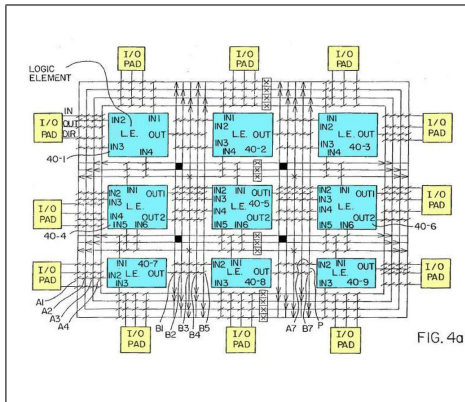 I/O PAD
I/O PAD
I/O PAD
LOGIC ELEMENT
I/O PAD
IN
OUT
DIR
IN2 IN1
L.E. OUT
IN3
IN4
40-1
IN2 IN1
L.E. OUT
IN3
IN4 40-2
IN2 IN1
L.E. OUT
IN3
IN4 40-3
I/O PAD
I/O PAD
IN2 IN1 OUT1
IN3
L.E.
IN4 OUT2
IN5 IN6
40-4
IN2 IN1 OUT1
IN3
L.E. 40-5
IN4 OUT2
IN5 IN6
IN2 IN1 OUT1
IN3
L.E.
IN4 OUT2
IN5 IN6
40-6
I/O PAD
I/O PAD
IN1 40-7
IN2 L.E. OUT
IN3
IN1
IN2 L.E. OUT
IN3 40-8
IN1
IN2 L.E. OUT
IN3 40-9
I/O PAD
A1
A2
A3
A4
B1
B2
B3
B4
B5
A7
B7
P
I/O PAD
I/O PAD
I/O PAD
FIG. 4a